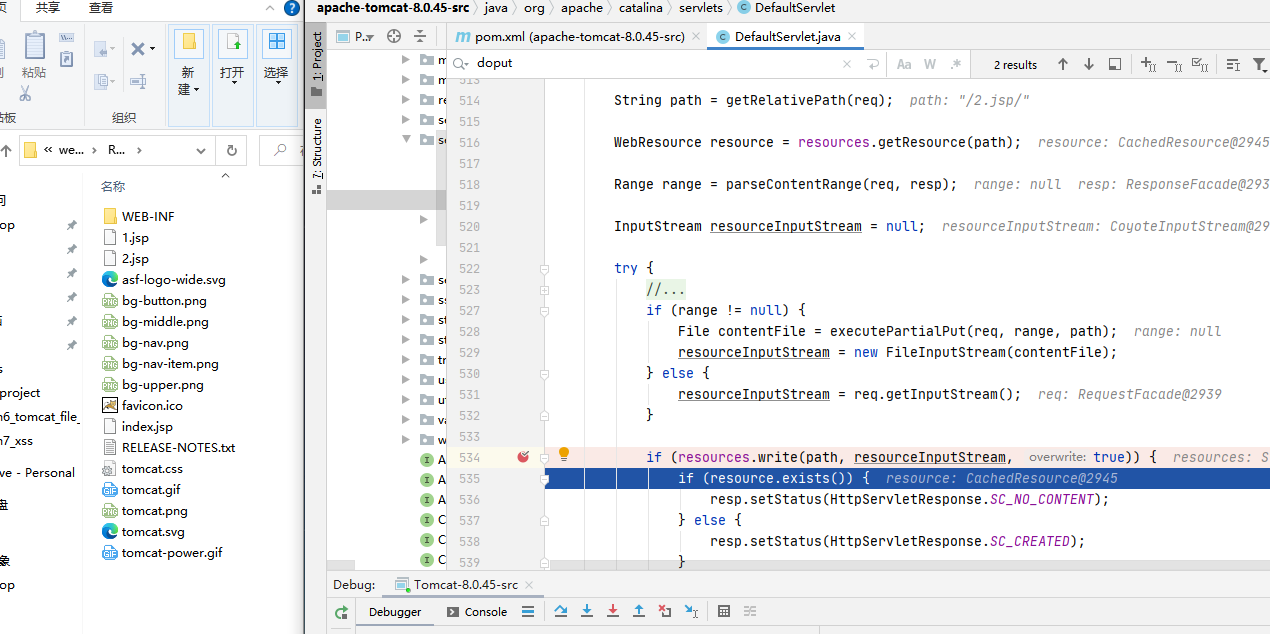 共享
查看
粘贴
新建
打开
选择
组织
« we... › R... ›
名称
WEB-INF
1.jsp
2.jsp
asf-logo-wide.svg
bg-button.png
bg-middle.png
bg-nav.png
bg-nav-item.png
bg-upper.png
favicon.ico
index.jsp
RELEASE-NOTES.txt
tomcat.css
tomcat.gif
tomcat.png
tomcat.svg
tomcat-power.gif
op
project
n6_tomcat_file_
n7_xss
ve - Personal
盘
象
op
apache-tomcat-8.0.45-src › java › org › apache › catalina › servlets › DefaultServlet
1: Project
7: Structure
P..
pom.xml (apache-tomcat-8.0.45-src)
DefaultServlet.java
doput
Aa W .*
2 results
513
514 String path = getRelativePath(req); path: "/2.jsp/"
515
516 WebResource resource = resources.getResource(path); resource: CachedResource@2945
517
518 Range range = parseContentRange(req, resp); range: null resp: ResponseFacade@293
519
520 InputStream resourceInputStream = null; resourceInputStream: CoyoteInputStream@29
521
522 try {
523 //...
527 if (range != null) {
528 File contentFile = executePartialPut(req, range, path); range: null
529 resourceInputStream = new FileInputStream(contentFile);
530 } else {
531 resourceInputStream = req.getInputStream(); req: RequestFacade@2939
532 }
533
534 if (resources.write(path, resourceInputStream, overwrite: true)) { resources: S
535 if (resource.exists()) { resource: CachedResource@2945
536 resp.setStatus(HttpServletResponse.SC_NO_CONTENT);
537 } else {
538 resp.setStatus(HttpServletResponse.SC_CREATED);
539 }
Debug: Tomcat-8.0.45-src
Debugger Console